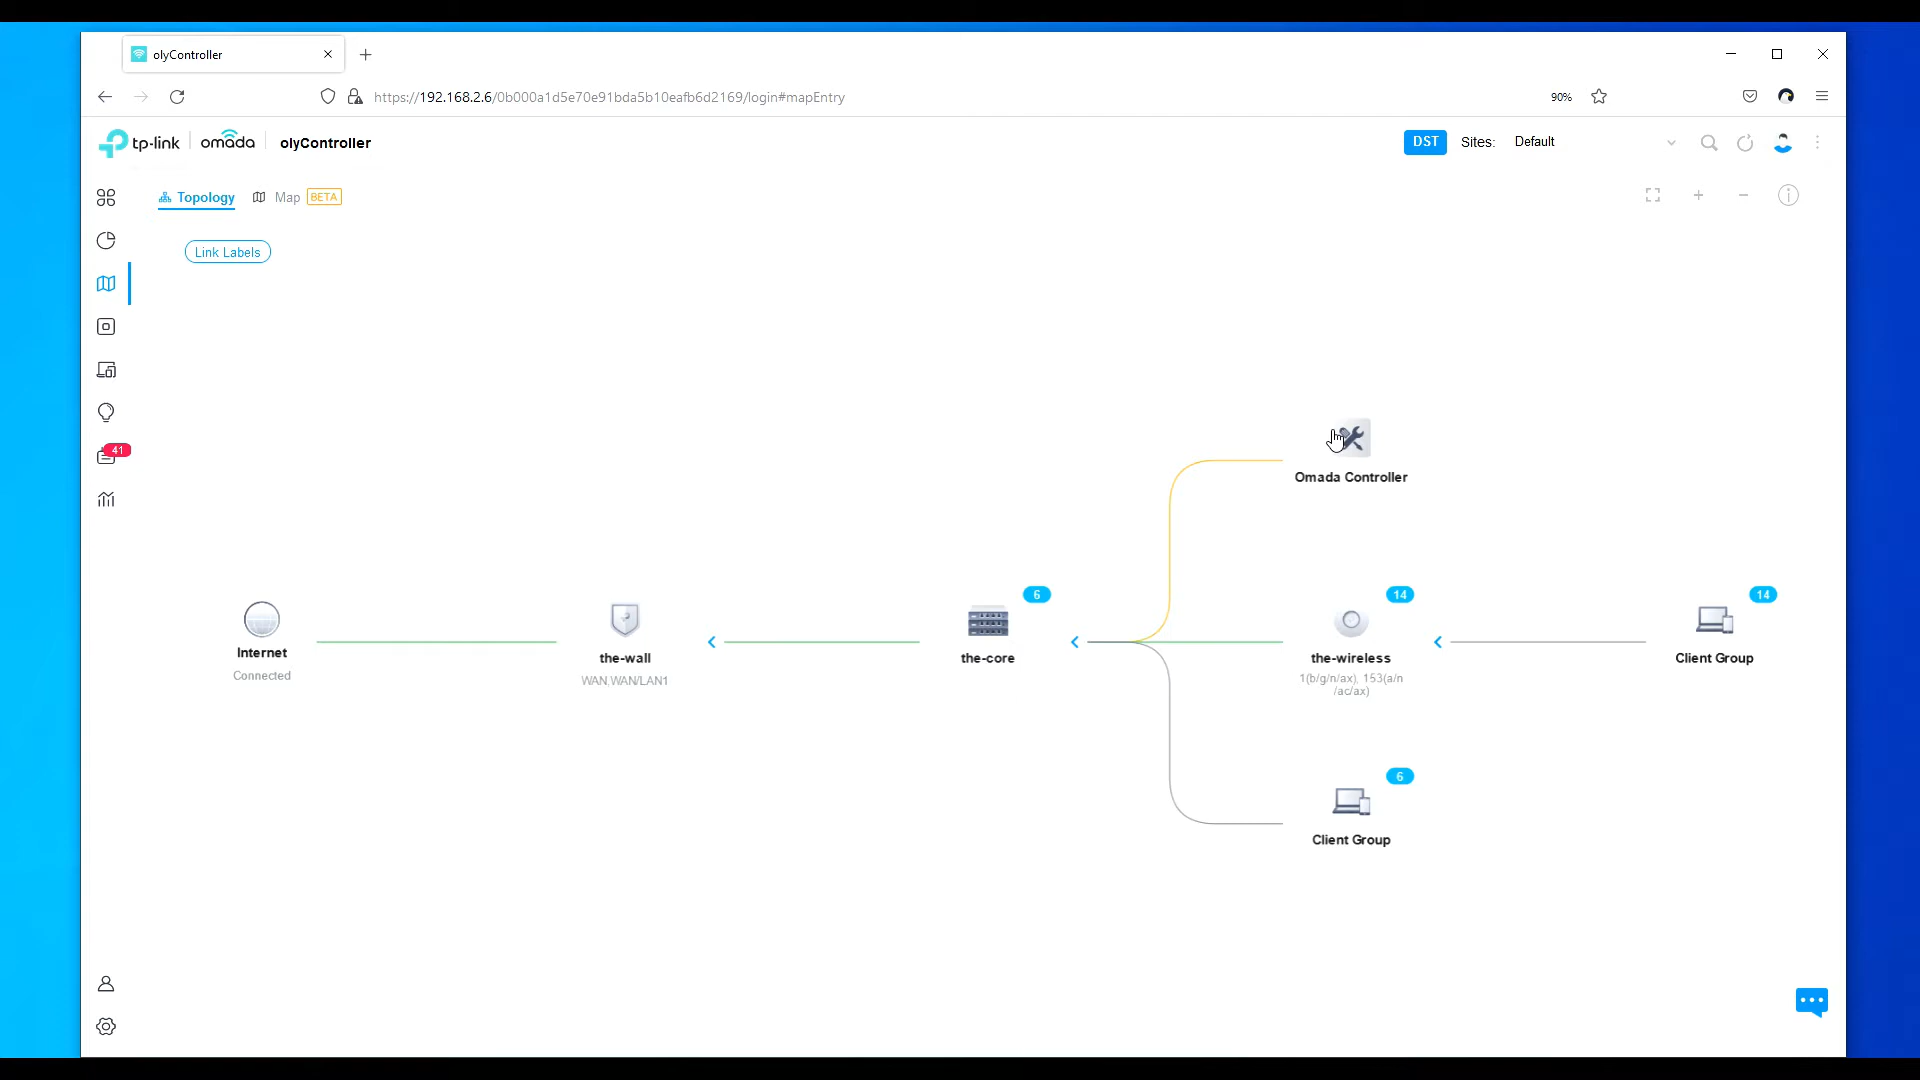 olyController
https://192.168.2.6/0b000a1d5e70e91bda5b10eafb6d2169/login#mapEntry
90%
tp-link
omada
olyController
DST
Sites:
Default
Topology
Map
BETA
Link Labels
41
Omada Controller
6
14
14
Internet
Connected
the-wall
WAN,WAN/LAN1
the-core
the-wireless
1(b/g/n/ax), 153(a/n
/ac/ax)
Client Group
6
Client Group